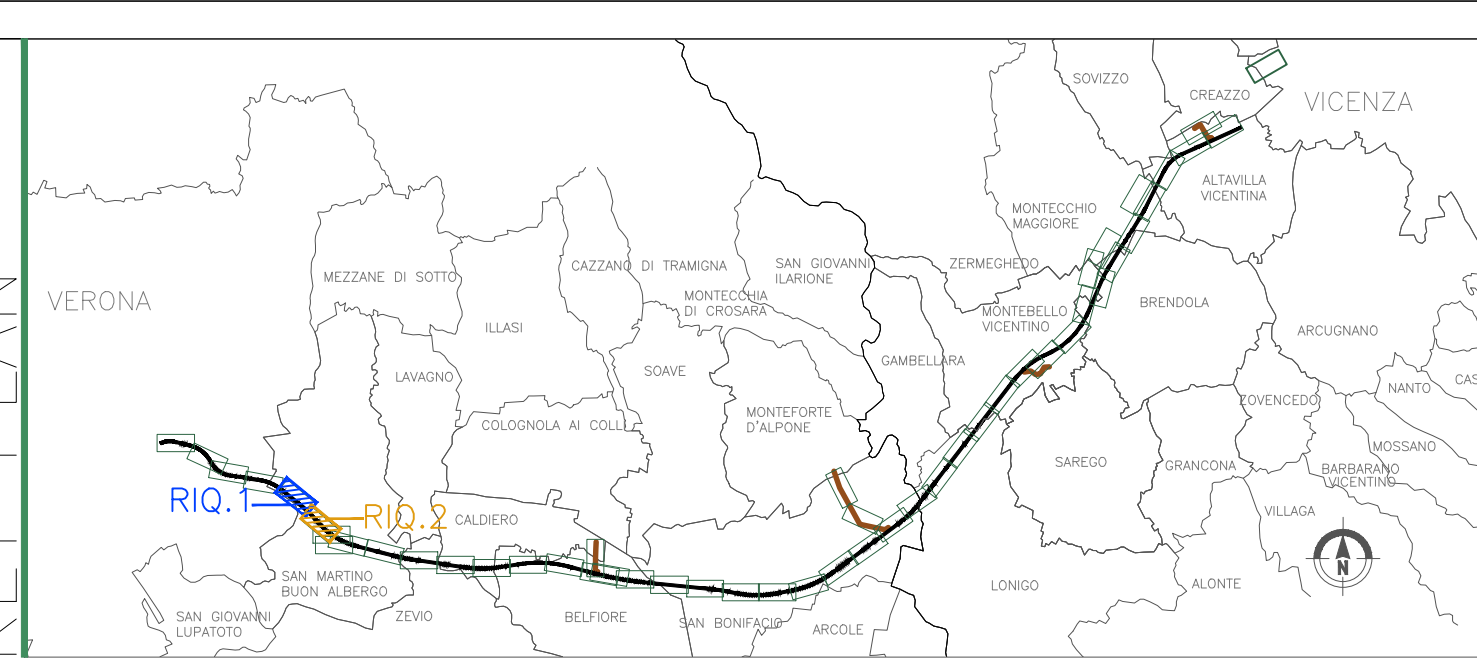 SOVIZZO
CREAZZO
VICENZA
ALTAVILLA
VICENTINA
MONTECCHIO
MAGGIORE
ZERMEGHEDO
CAZZANO DI TRAMIGNA
SAN GIOVANNI
ILARIONE
MEZZANE DI SOTTO
VERONA
MONTECCHIA
DI CROSARA
BRENDOLA
MONTEBELLO
VICENTINO
ILLASI
ARCUGNANO
GAMBELLARA
SOAVE
LAVAGNO
NANTO
CAS
ZOVENCEDO
MONTEFORTE
D'ALPONE
COLOGNOLA AI COLLI
MOSSANO
SAREGO
GRANCONA
BARBARANO
VICENTINO
RIQ.1
RIQ.2
CALDIERO
VILLAGA
N
SAN MARTINO
BUON ALBERGO
LONIGO
ALONTE
SAN GIOVANNI
LUPATOTO
ZEVIO
BELFIORE
SAN BONIFACIO
ARCOLE